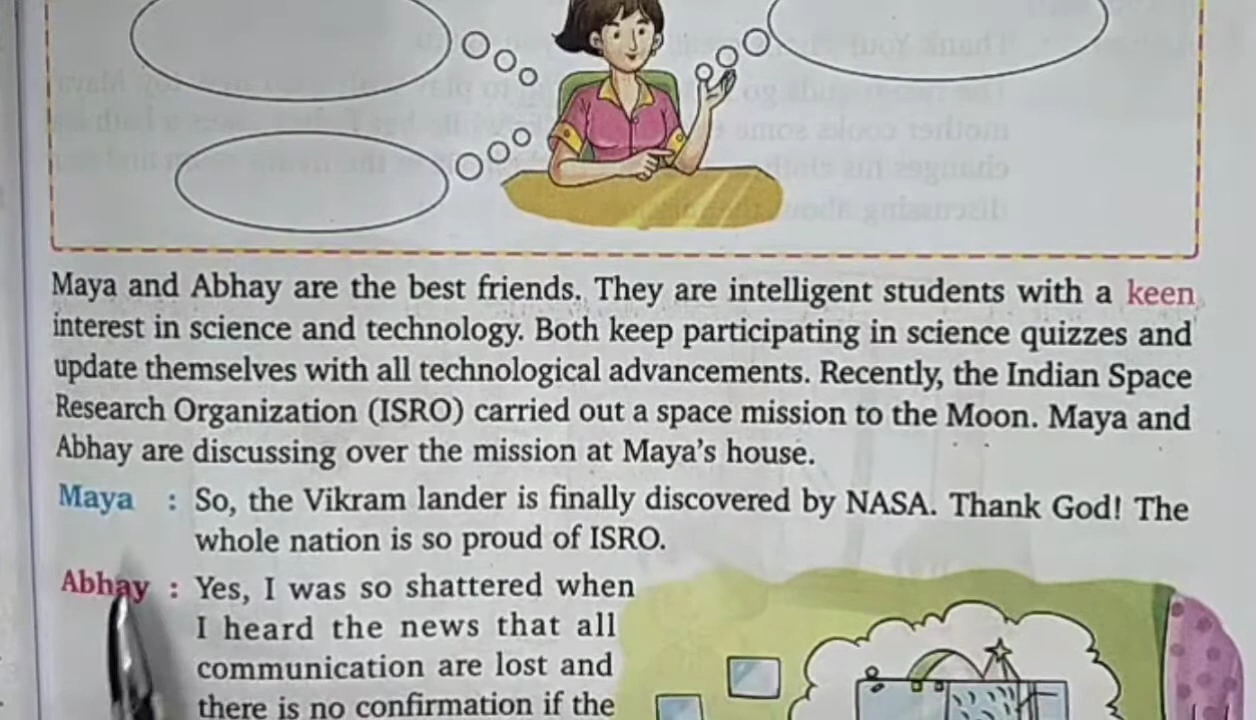 Maya and Abhay are the best friends. They are intelligent students with a keen
interest in science and technology. Both keep participating in science quizzes and
update themselves with all technological advancements. Recently, the Indian Space
Research Organization (ISRO) carried out a space mission to the Moon. Maya and
Abhay are discussing over the mission at Maya's house.
Maya : So, the Vikram lander is finally discovered by NASA. Thank God! The
whole nation is so proud of ISRO.
Abhay : Yes, I was so shattered when
I heard the news that all
communication are lost and
there is no confirmation if the